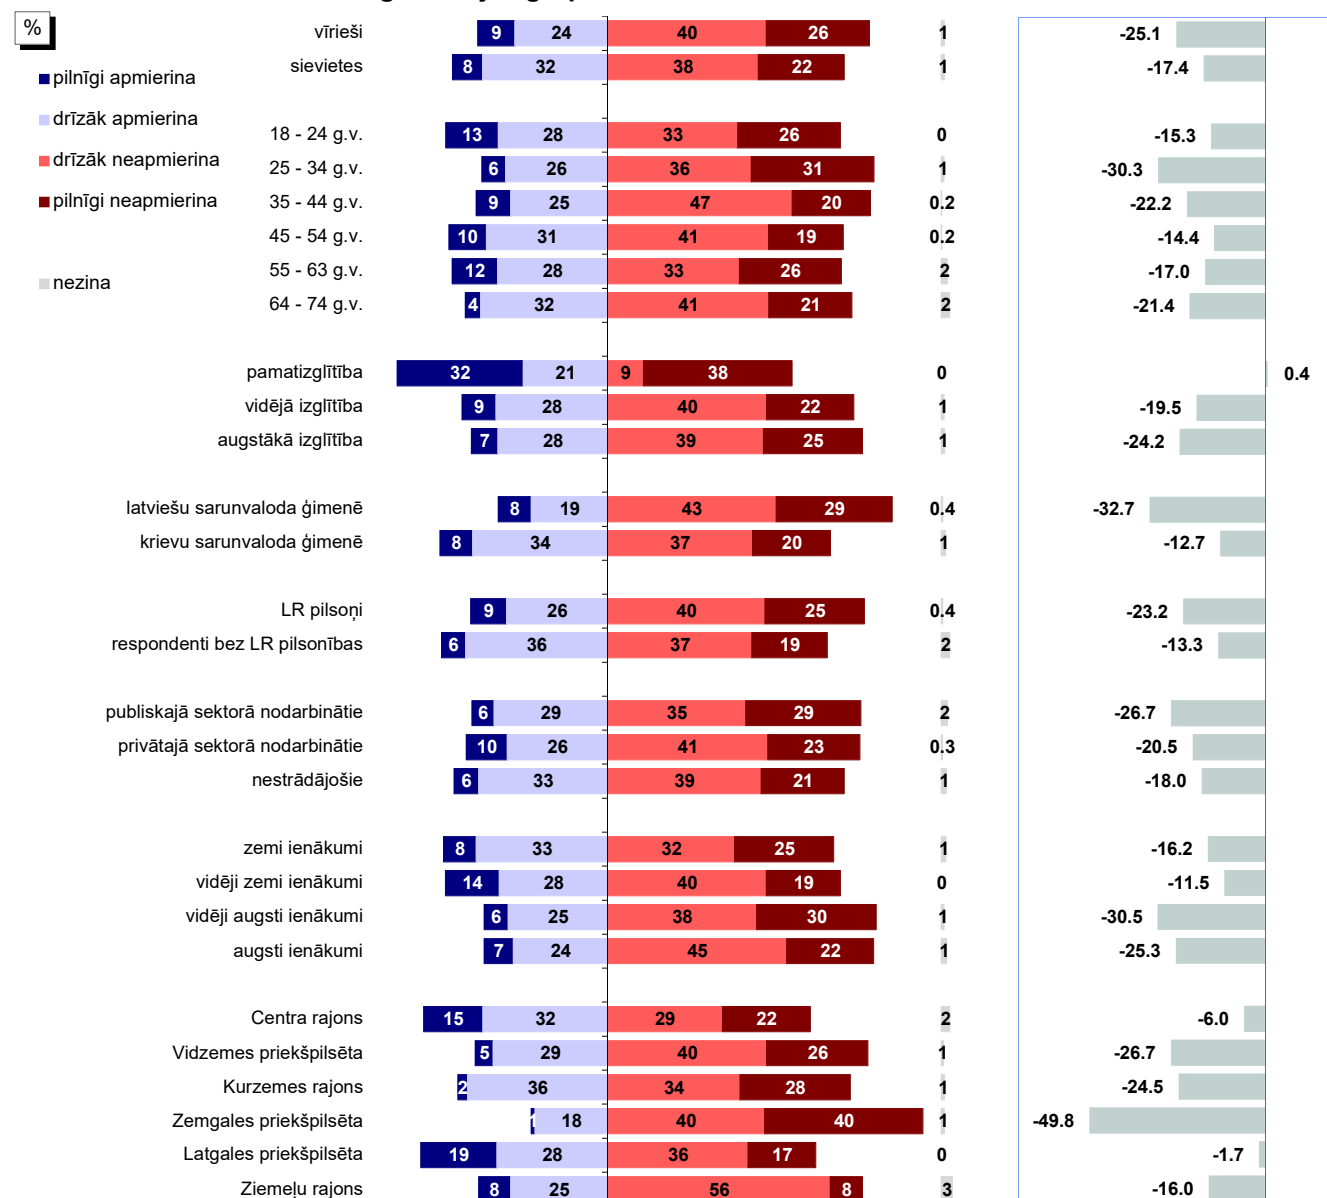 %
pilnīgi apmierina
drīzāk apmierina
drīzāk neapmierina
pilnīgi neapmierina
nezina
vīrieši 9 24 40 26 1 -25.1
sievietes 8 32 38 22 1 -17.4
18 - 24 g.v. 13 28 33 26 0 -15.3
25 - 34 g.v. 6 26 36 31 1 -30.3
35 - 44 g.v. 9 25 47 20 0.2 -22.2
45 - 54 g.v. 10 31 41 19 0.2 -14.4
55 - 63 g.v. 12 28 33 26 2 -17.0
64 - 74 g.v. 4 32 41 21 2 -21.4
pamatizglītība 32 21 9 38 0 0.4
vidējā izglītība 9 28 40 22 1 -19.5
augstākā izglītība 7 28 39 25 1 -24.2
latviešu sarunvaloda ģimenē 8 19 43 29 0.4 -32.7
krievu sarunvaloda ģimenē 8 34 37 20 1 -12.7
LR pilsoņi 9 26 40 25 0.4 -23.2
respondenti bez LR pilsonības 6 36 37 19 2 -13.3
publiskajā sektorā nodarbinātie 6 29 35 29 2 -26.7
privātajā sektorā nodarbinātie 10 26 41 23 0.3 -20.5
nestrādājošie 6 33 39 21 1 -18.0
zemi ienākumi 8 33 32 25 1 -16.2
vidēji zemi ienākumi 14 28 40 19 0 -11.5
vidēji augsti ienākumi 6 25 38 30 1 -30.5
augsti ienākumi 7 24 45 22 1 -25.3
Centra rajons 15 32 29 22 2 -6.0
Vidzemes priekšpilsēta 5 29 40 26 1 -26.7
Kurzemes rajons 2 36 34 28 1 -24.5
Zemgales priekšpilsēta 1 18 40 40 1 -49.8
Latgales priekšpilsēta 19 28 36 17 0 -1.7
Ziemeļu rajons 8 25 56 8 3 -16.0